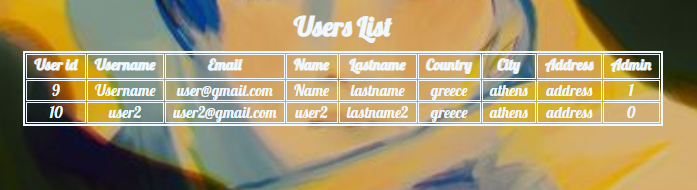 Users List
User id Username Email Name Lastname Country City Address Admin
9 Username user@gmail.com Name lastname greece athens address 1
10 user2 user2@gmail.com user2 lastname2 greece athens address 0